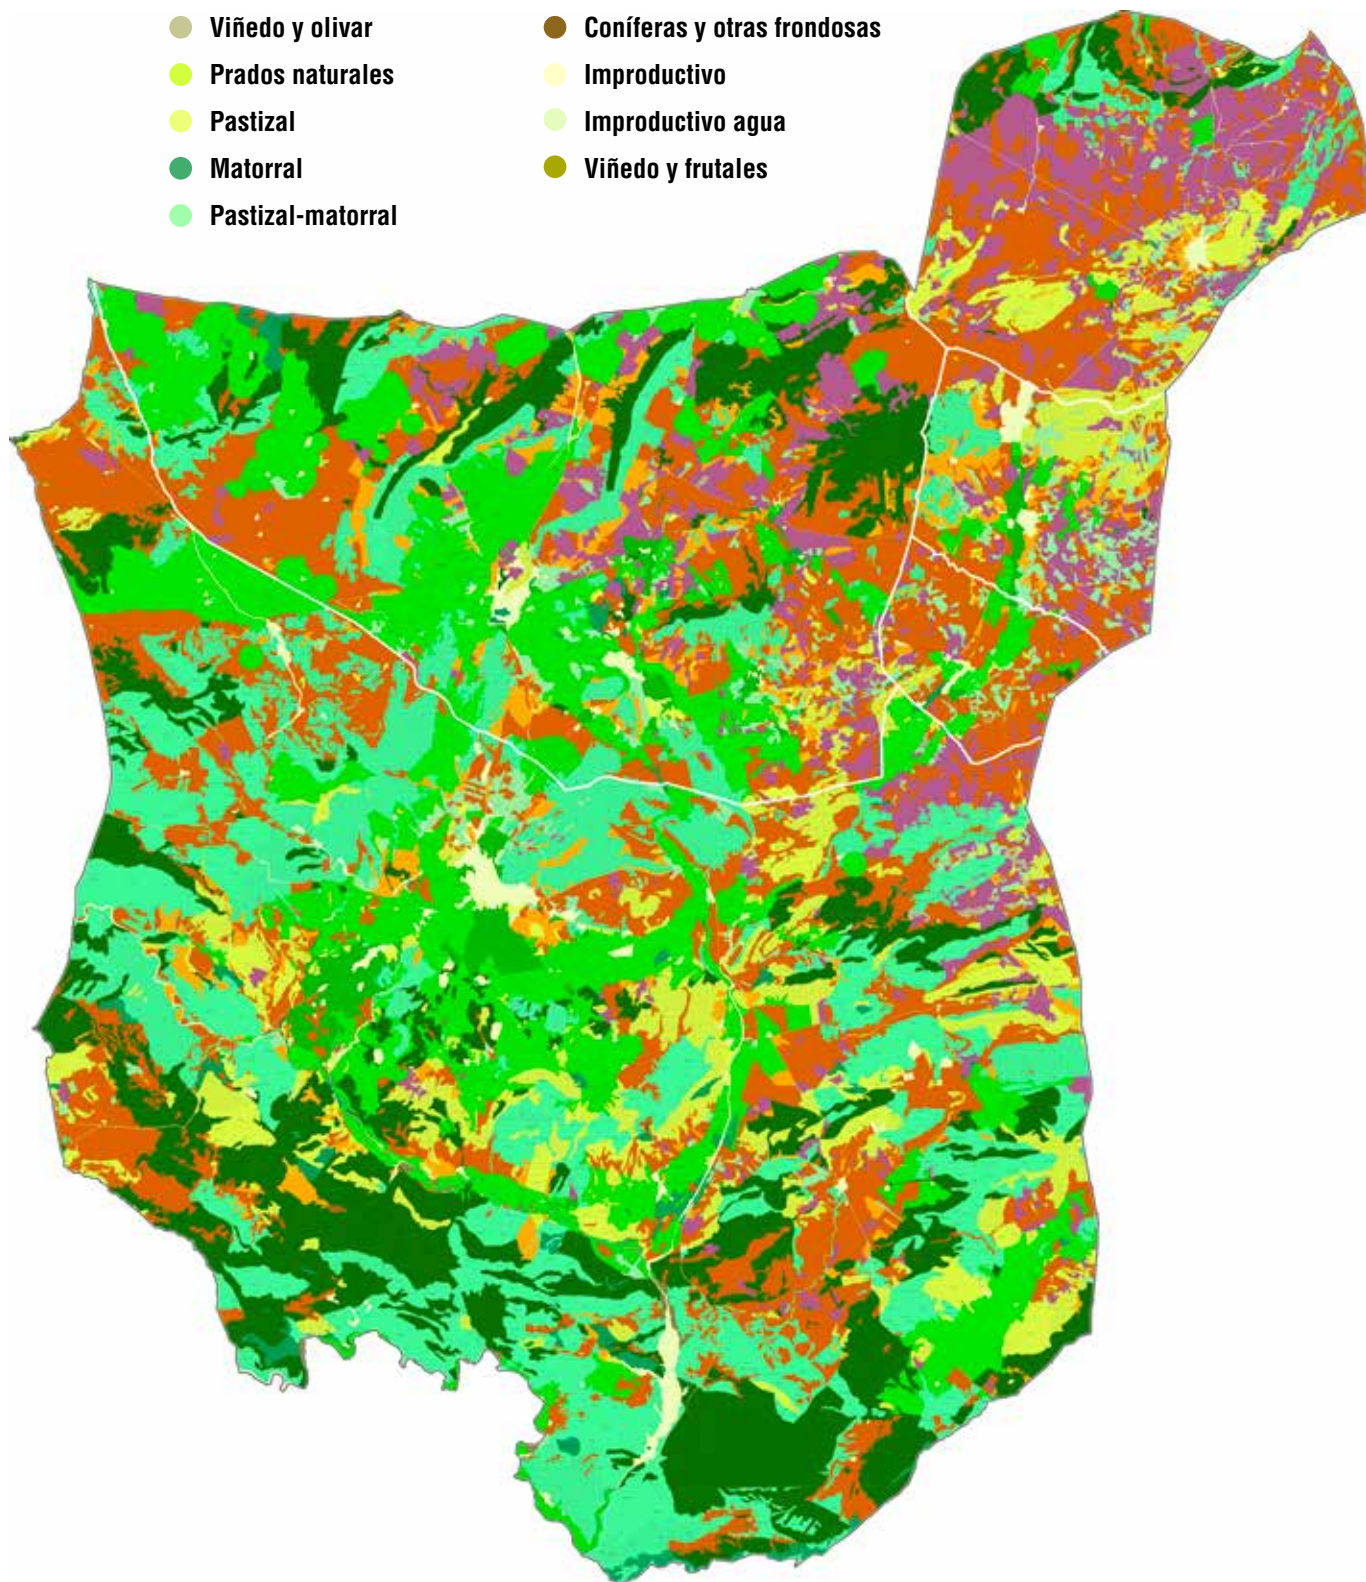 Viñedo y olivar
Prados naturales
Pastizal
Matorral
Pastizal-matorral
Coníferas y otras frondosas
Improductivo
Improductivo agua
Viñedo y frutales